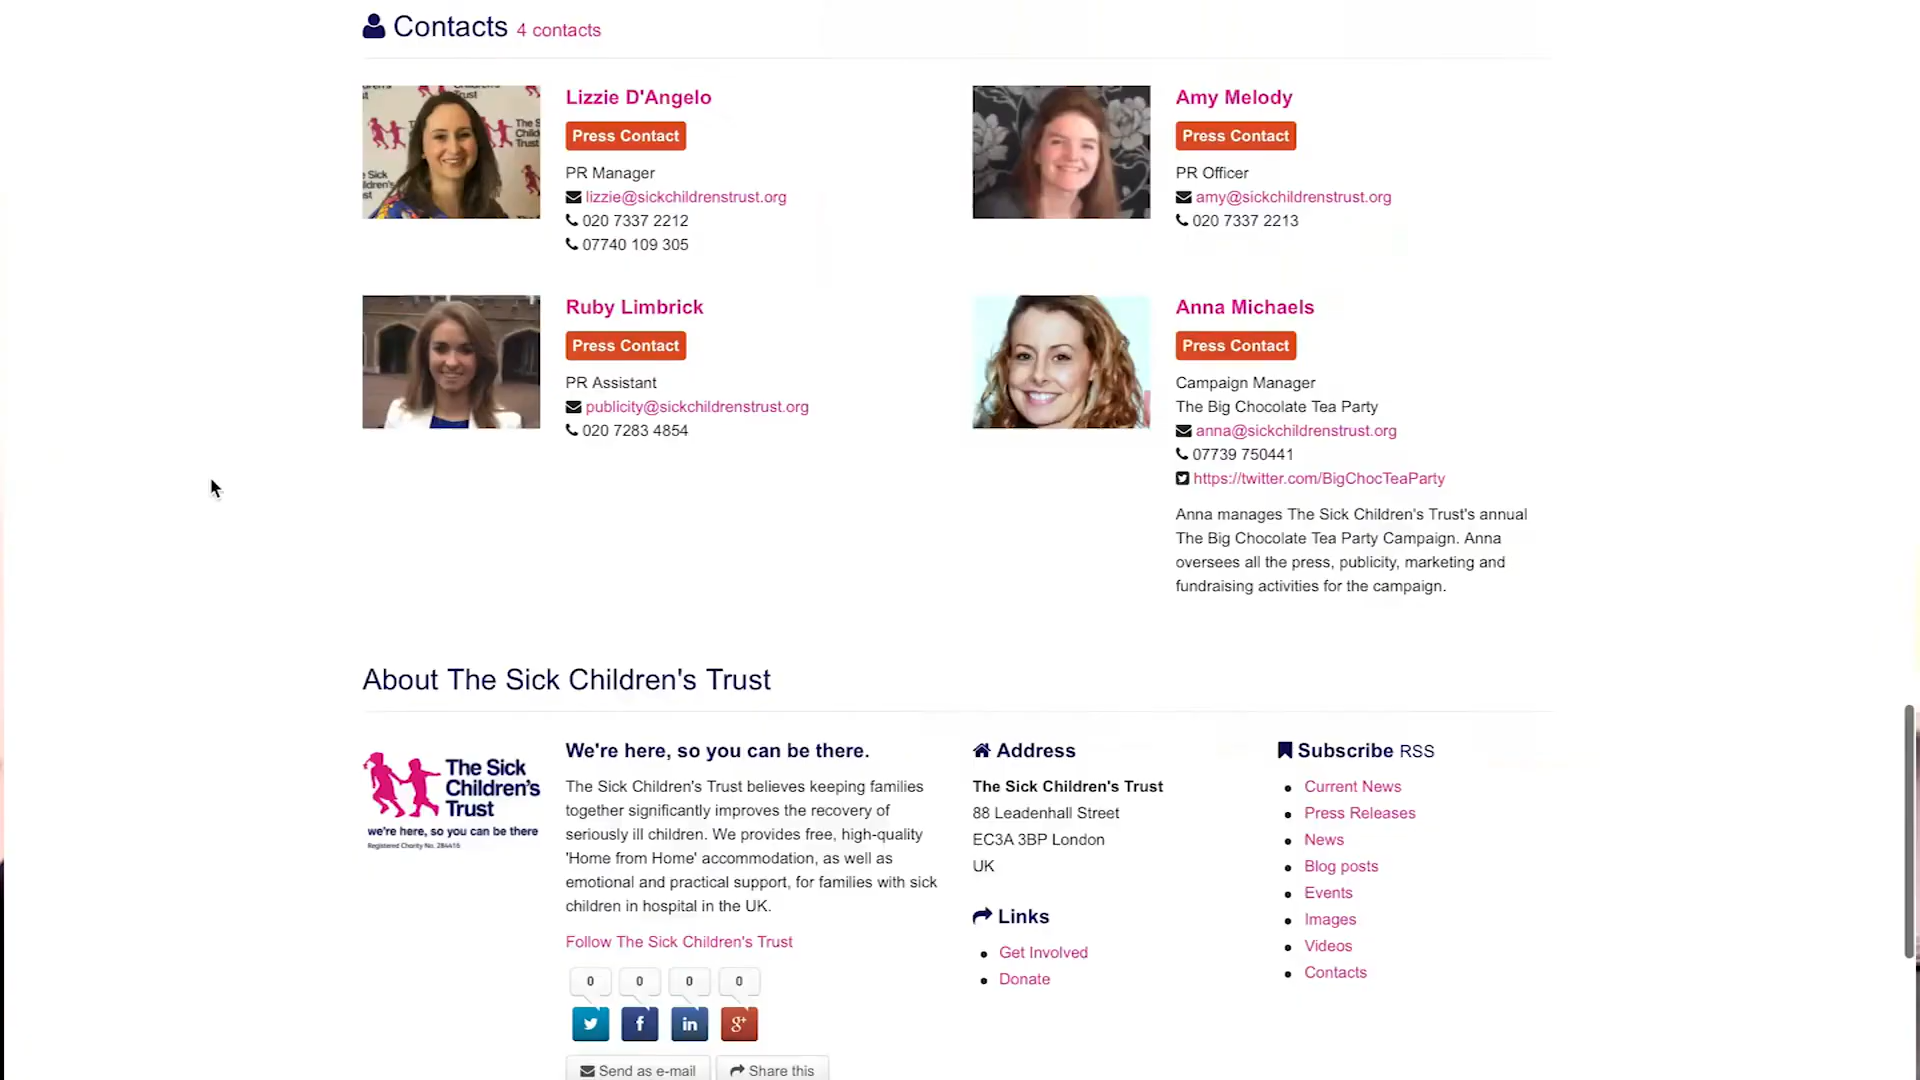 Contacts 4 contacts
Lizzie D'Angelo
Press Contact
PR Manager
lizzie@sickchildrenstrust.org
020 7337 2212
07740 109 305
Amy Melody
Press Contact
PR Officer
amy@sickchildrenstrust.org
020 7337 2213
Ruby Limbrick
Press Contact
PR Assistant
publicity@sickchildrenstrust.org
020 7283 4854
Anna Michaels
Press Contact
Campaign Manager
The Big Chocolate Tea Party
anna@sickchildrenstrust.org
07739 750441
https://twitter.com/BigChocTeaParty
Anna manages The Sick Children's Trust's annual
The Big Chocolate Tea Party Campaign. Anna
oversees all the press, publicity, marketing and
fundraising activities for the campaign.
About The Sick Children's Trust
The Sick
Children's
Trust
we're here, so you can be there
Registered Charity No. 284416
We're here, so you can be there.
The Sick Children's Trust believes keeping families
together significantly improves the recovery of
seriously ill children. We provides free, high-quality
'Home from Home' accommodation, as well as
emotional and practical support, for families with sick
children in hospital in the UK.
Follow The Sick Children's Trust
0 0 0 0
Send as e-mail
Share this
Address
The Sick Children's Trust
88 Leadenhall Street
EC3A 3BP London
UK
Links
Get Involved
Donate
Subscribe RSS
Current News
Press Releases
News
Blog posts
Events
Images
Videos
Contacts